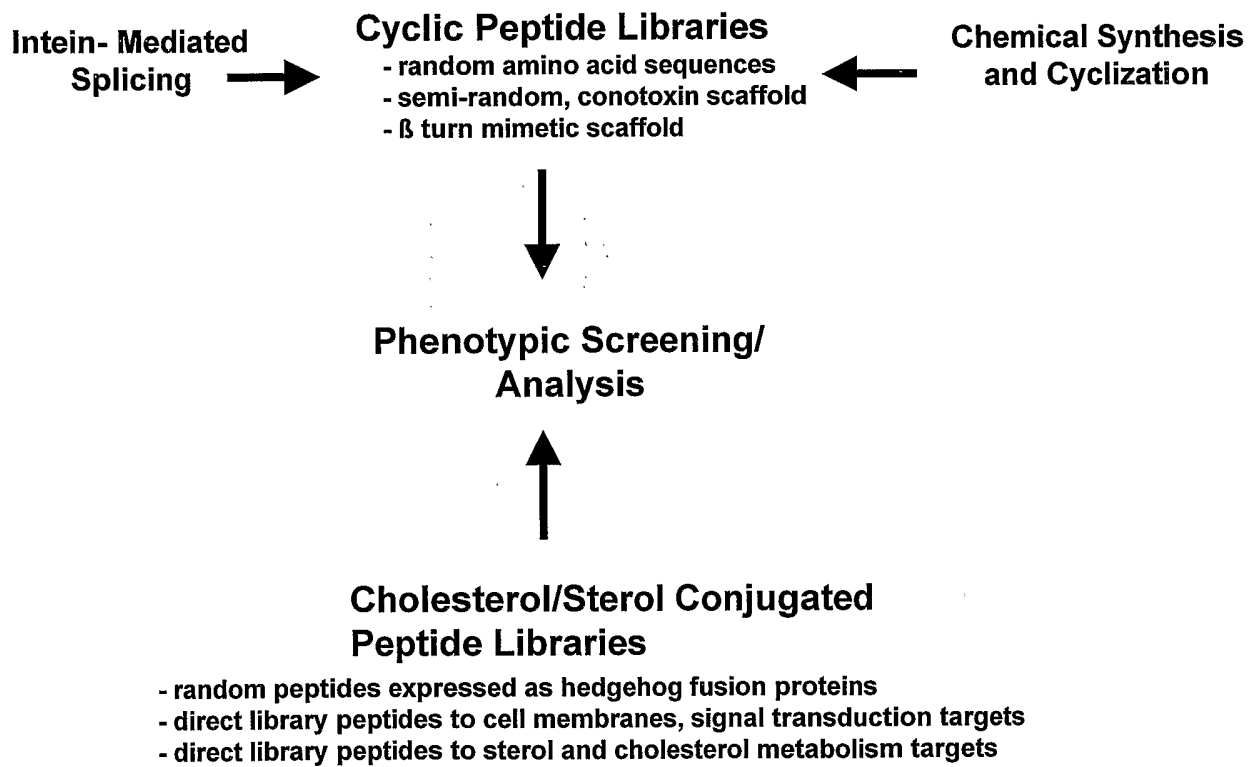 Intein- Mediated
Splicing
Cyclic Peptide Libraries
- random amino acid sequences
- semi-random, conotoxin scaffold
- ß turn mimetic scaffold
Chemical Synthesis
and Cyclization
Phenotypic Screening/
Analysis
Cholesterol/Sterol Conjugated
Peptide Libraries
- random peptides expressed as hedgehog fusion proteins
- direct library peptides to cell membranes, signal transduction targets
- direct library peptides to sterol and cholesterol metabolism targets